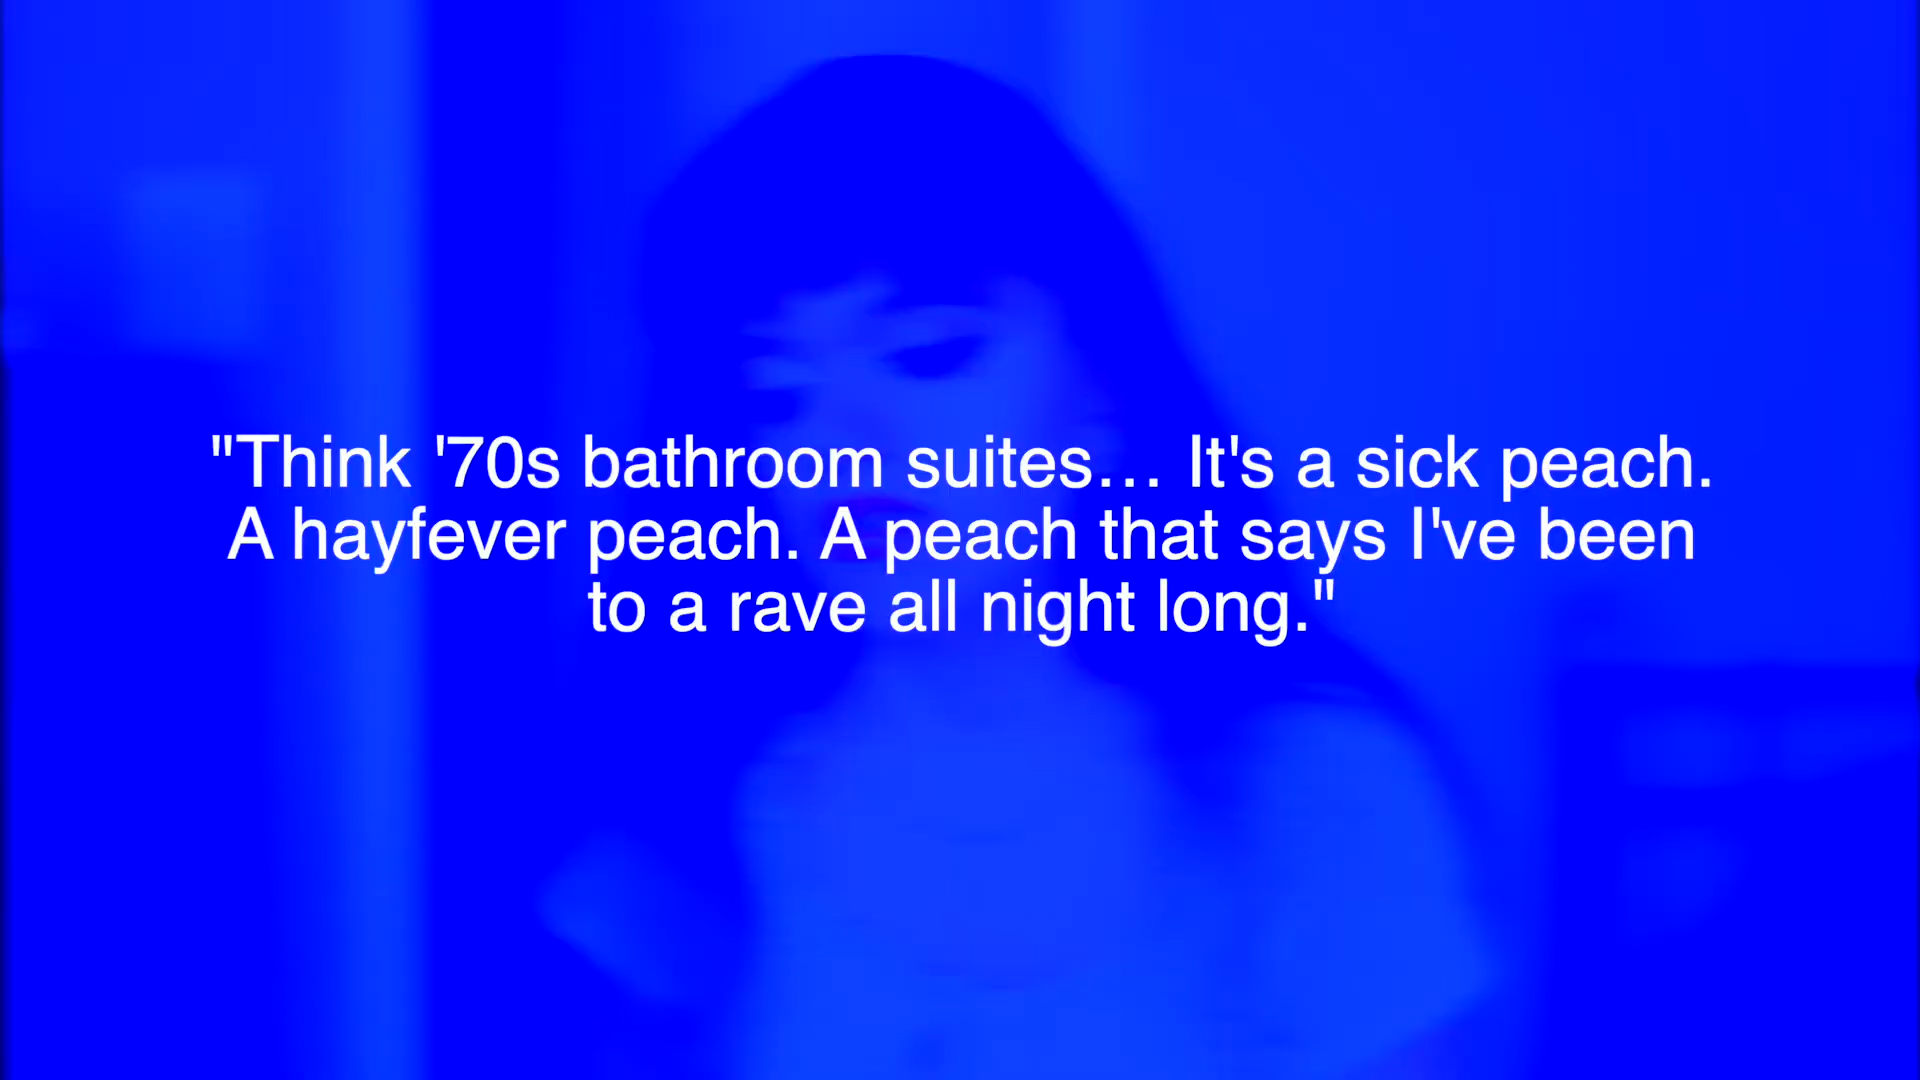 "Think '70s bathroom suites… It's a sick peach.
A hayfever peach. A peach that says I've been
to a rave all night long."